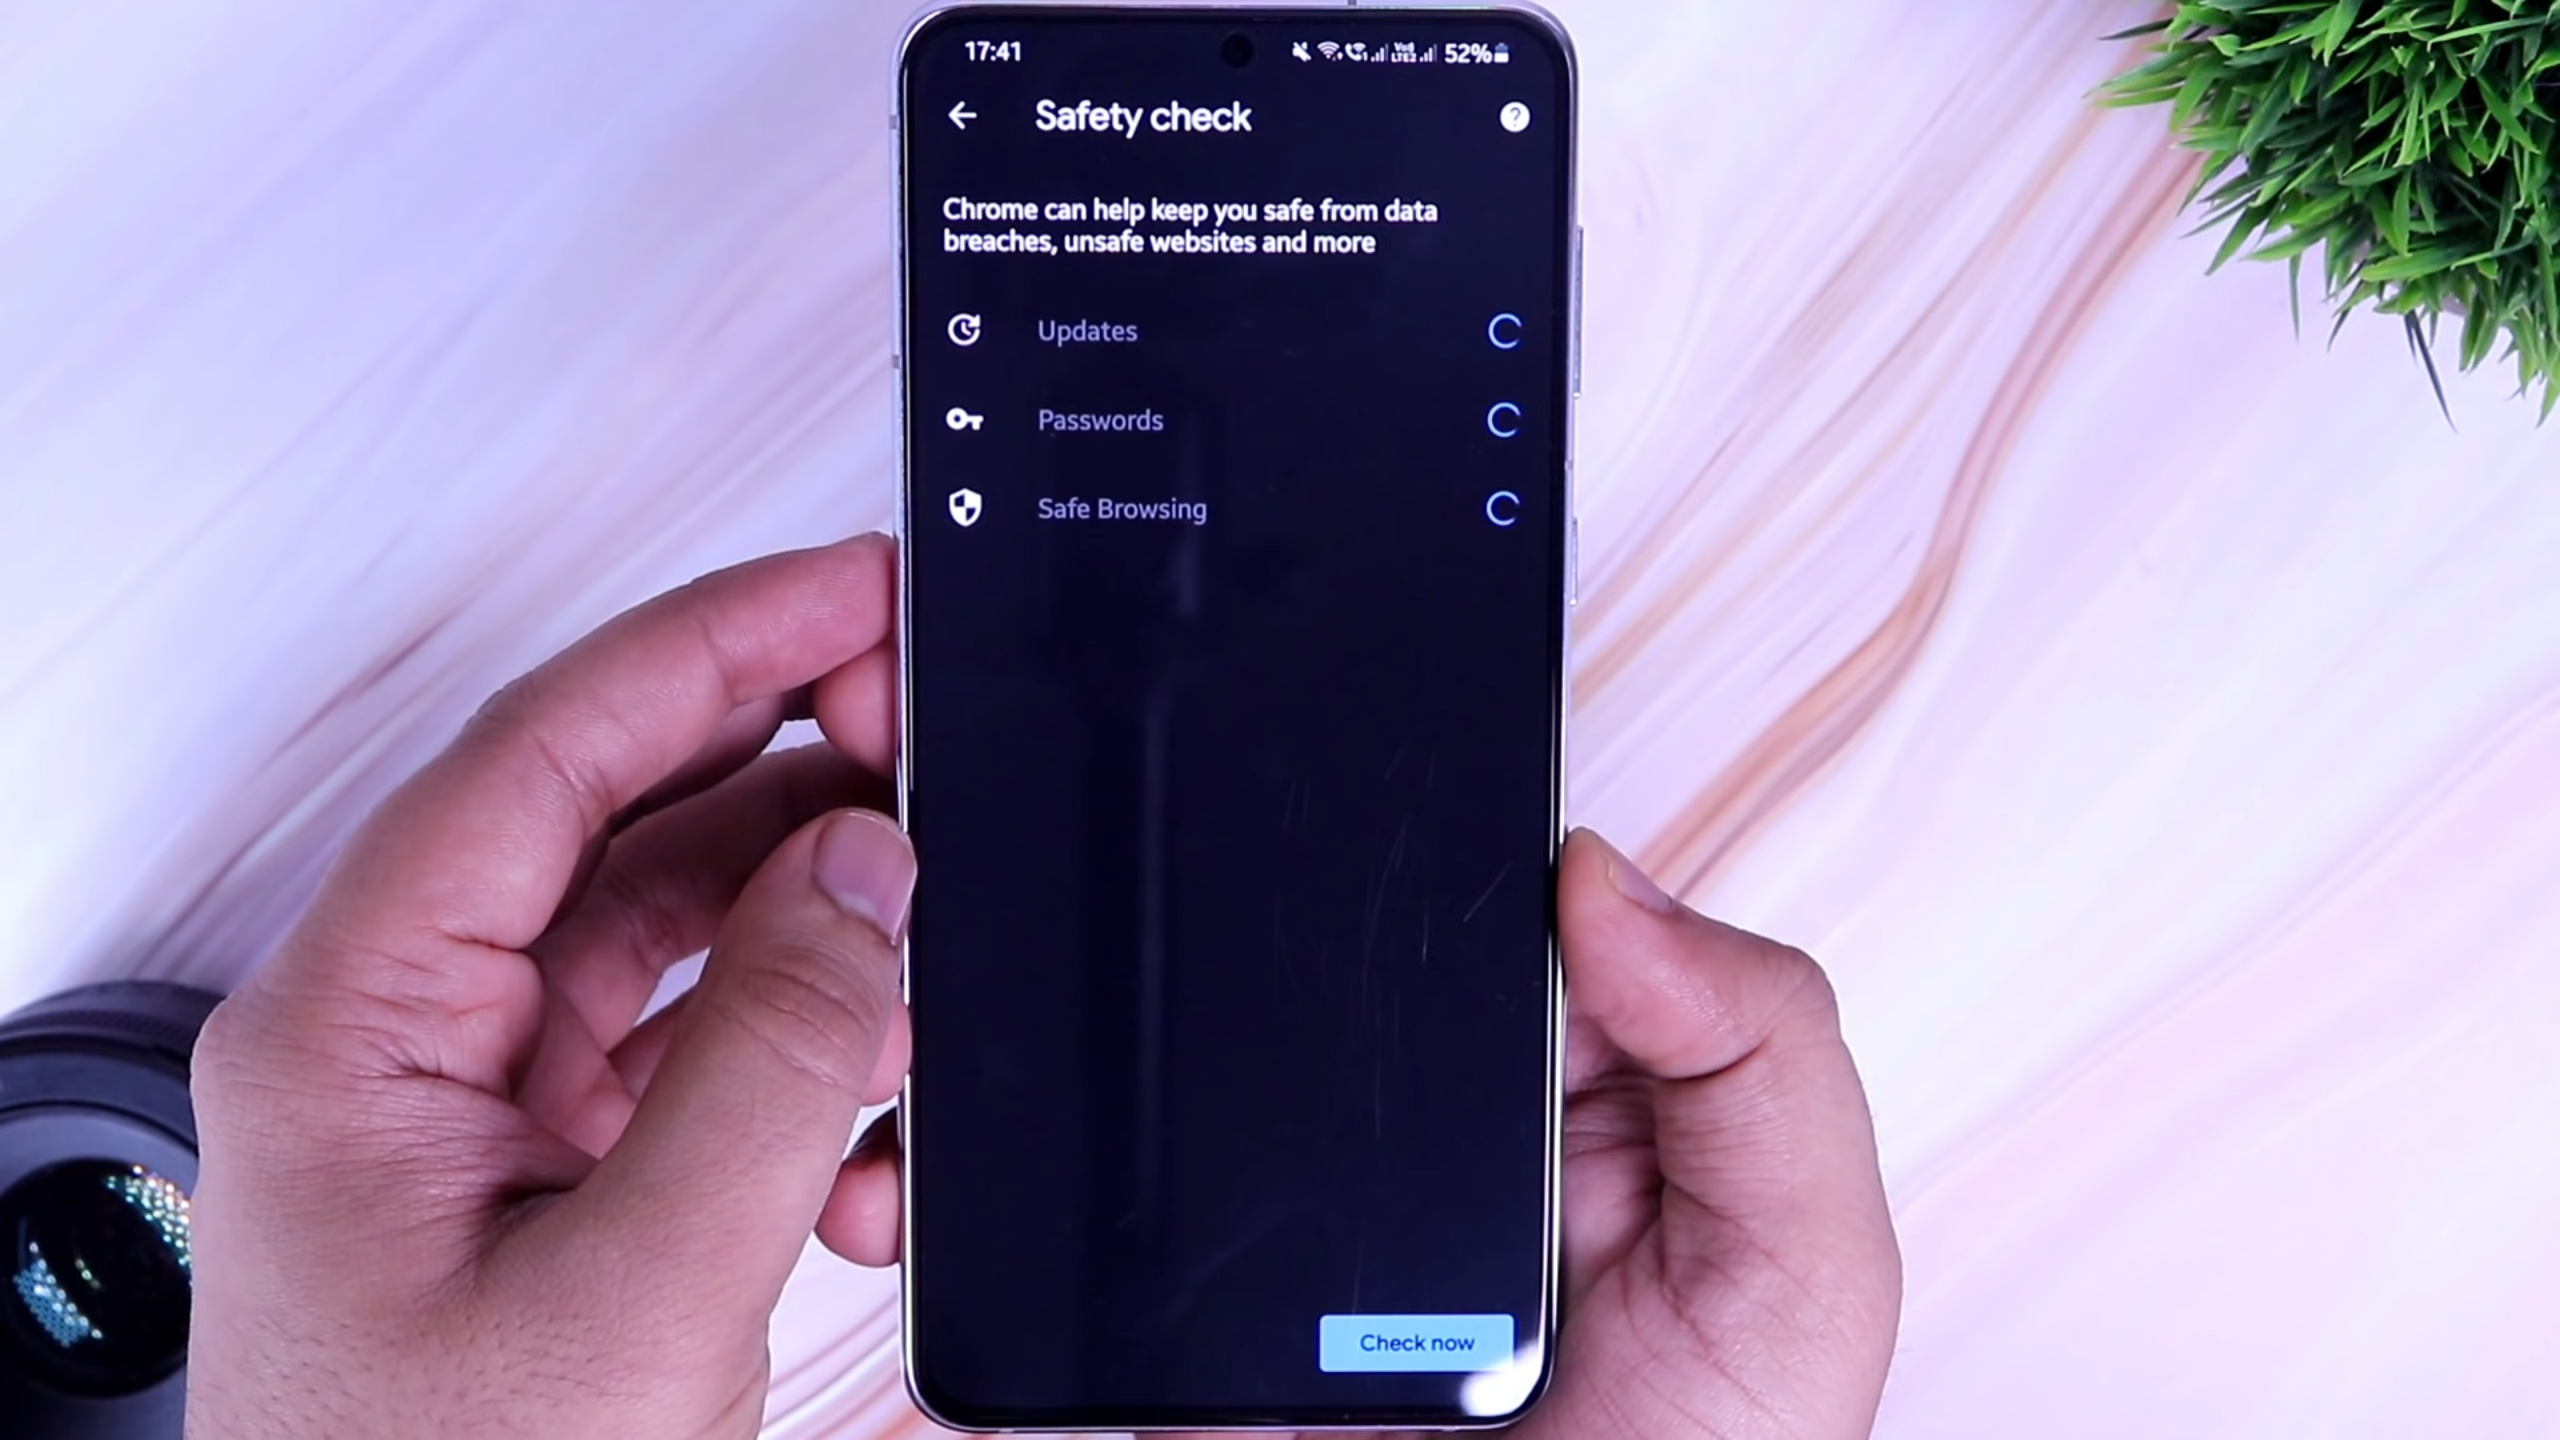 17:41
52%
Safety check
Chrome can help keep you safe from data
breaches, unsafe websites and more
Updates
Passwords
Safe Browsing
Check now